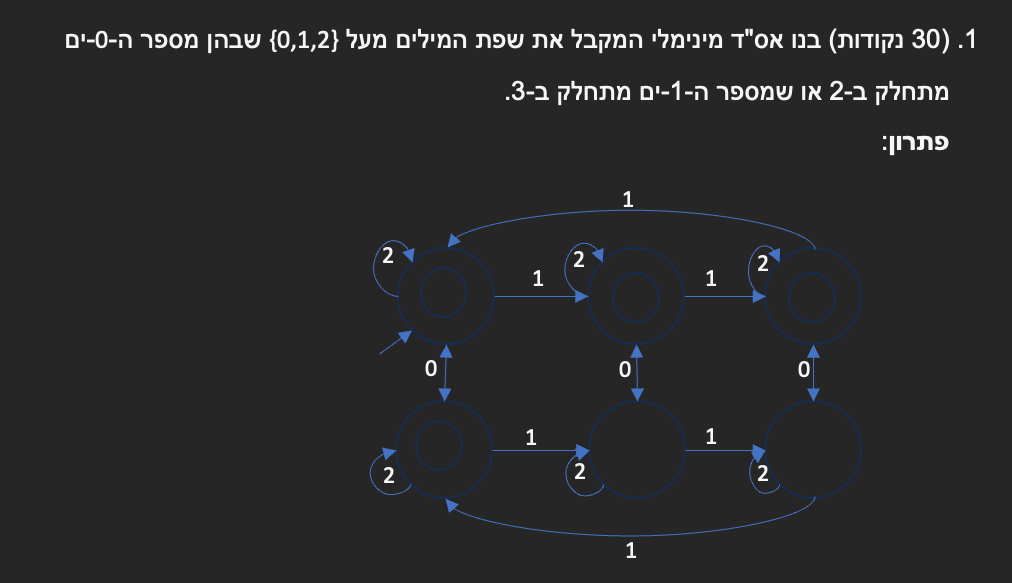 1. (30 נקודות) בנו אס"ד מינימלי המקבל את שפת המילים מעל {0,1,2} שבהן מספר ה-0-ים
מתחלק ב-2 או שמספר ה-1-ים מתחלק ב-3.
פתרון:
1
2 2 2
1 1
0 0 0
1 1
2 2 2
1